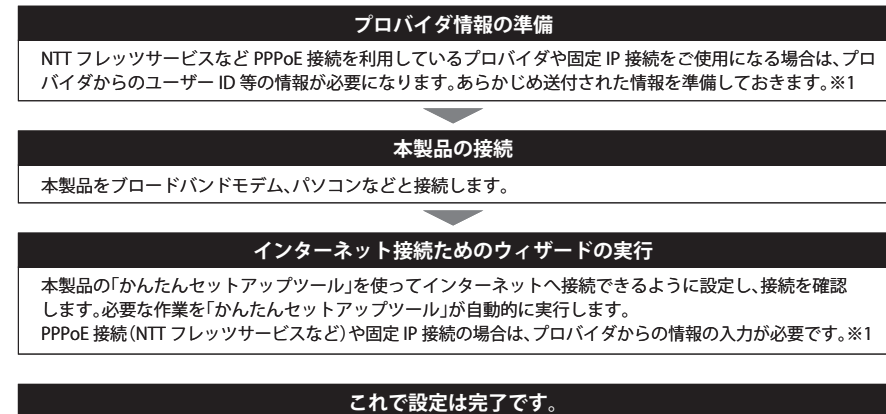 プロバイダ情報の準備
NTT フレッツサービスなど PPPoE 接続を利用しているプロバイダや固定 IP 接続をご使用になる場合は、プロ
バイダからのユーザー ID 等の情報が必要になります。あらかじめ送付された情報を準備しておきます。※1
本製品の接続
本製品をブロードバンドモデム、パソコンなどと接続します。
インターネット接続ためのウィザードの実行
本製品の「かんたんセットアップツール」を使ってインターネットへ接続できるように設定し、接続を確認
します。必要な作業を「かんたんセットアップツール」が自動的に実行します。
PPPoE 接続（NTT フレッツサービスなど）や固定 IP 接続の場合は、プロバイダからの情報の入力が必要です。※1
これで設定は完了です。